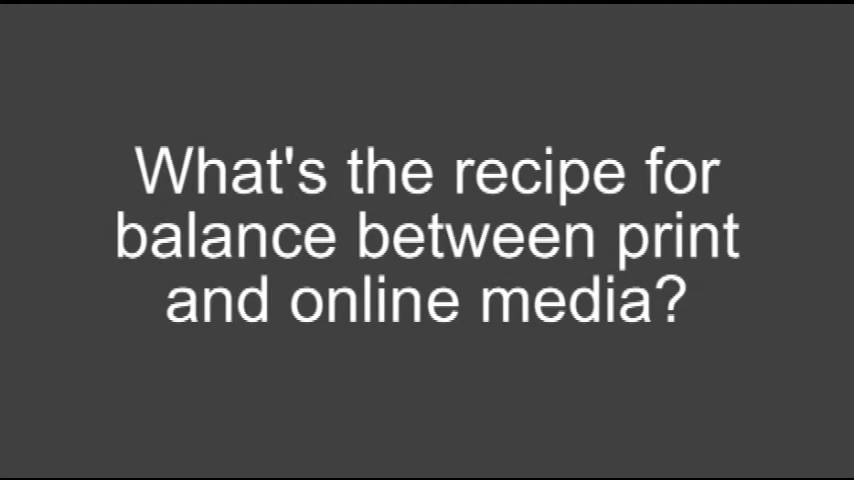 What's the recipe for
balance between print
and online media?